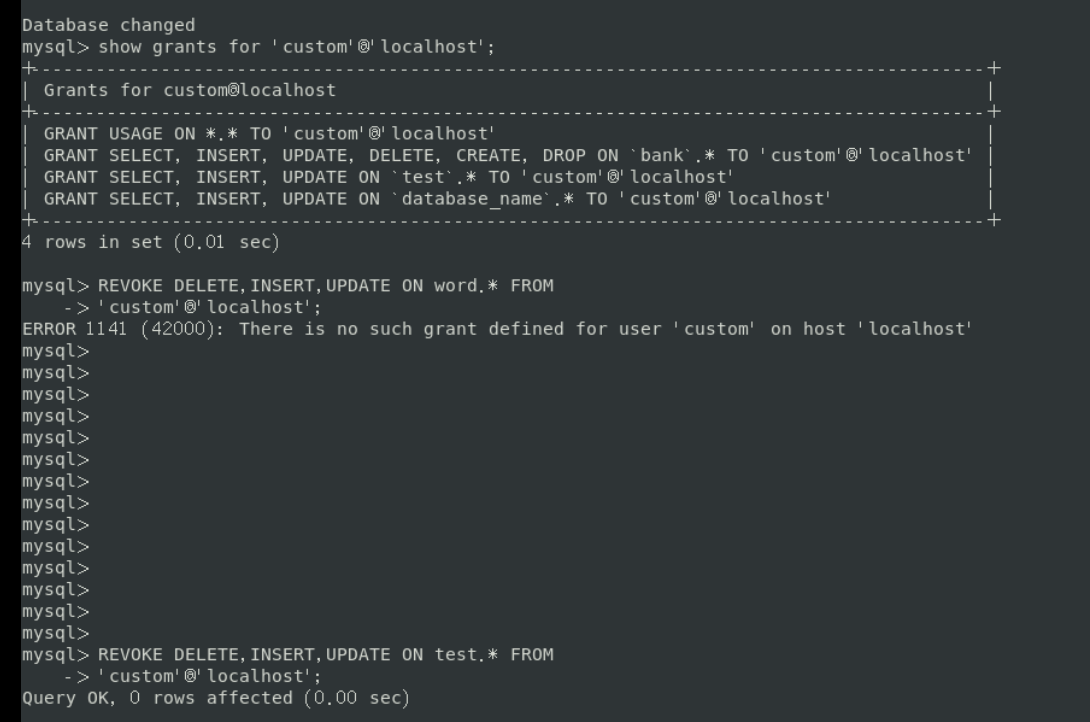 Database changed
mysql> show grants for 'custom'@'localhost';
+----------------------------------------------------------------------------------------+
| Grants for custom@localhost |
+----------------------------------------------------------------------------------------+
| GRANT USAGE ON *.* TO 'custom'@'localhost' |
| GRANT SELECT, INSERT, UPDATE, DELETE, CREATE, DROP ON `bank`.* TO 'custom'@'localhost' |
| GRANT SELECT, INSERT, UPDATE ON `test`.* TO 'custom'@'localhost' |
| GRANT SELECT, INSERT, UPDATE ON `database_name`.* TO 'custom'@'localhost' |
+----------------------------------------------------------------------------------------+
4 rows in set (0.01 sec)
mysql> REVOKE DELETE,INSERT,UPDATE ON word.* FROM
-> 'custom'@'localhost';
ERROR 1141 (42000): There is no such grant defined for user 'custom' on host 'localhost'
mysql>
mysql>
mysql>
mysql>
mysql>
mysql>
mysql>
mysql>
mysql>
mysql>
mysql>
mysql>
mysql>
mysql>
mysql> REVOKE DELETE,INSERT,UPDATE ON test.* FROM
-> 'custom'@'localhost';
Query OK, 0 rows affected (0.00 sec)